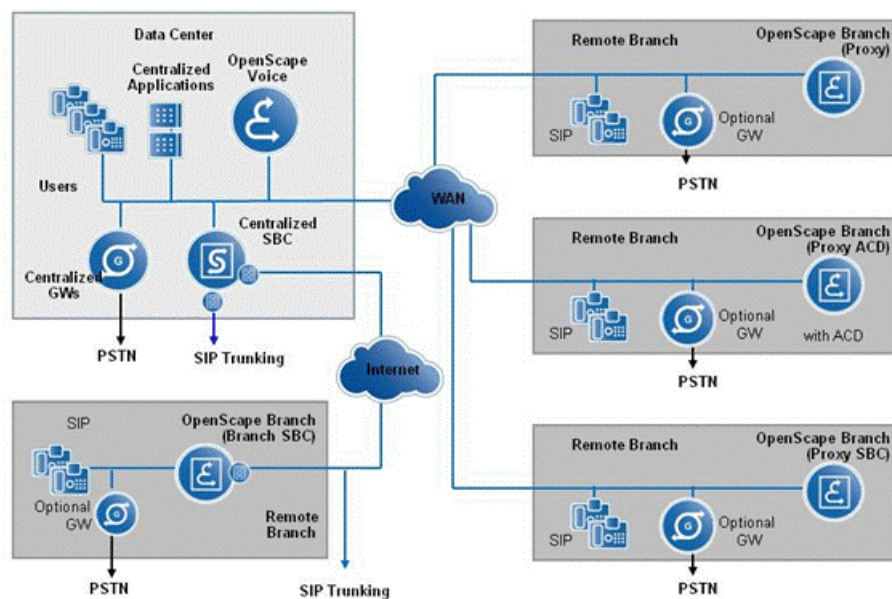 Data Center
Centralized
Applications
OpenScape
Voice
Users
Centralized
SBC
Centralized
GWs
G
S
PSTN
SIP Trunking
WAN
Internet
SIP
OpenScape Branch
(Branch SBC)
Optional
GW
G
Remote
Branch
PSTN
SIP Trunking
Remote Branch
OpenScape Branch
(Proxy)
SIP
G
Optional
GW
PSTN
Remote Branch
OpenScape Branch
(Proxy ACD)
SIP
G
Optional
GW
with ACD
PSTN
Remote Branch
OpenScape Branch
(Proxy SBC)
SIP
G
Optional
GW
PSTN